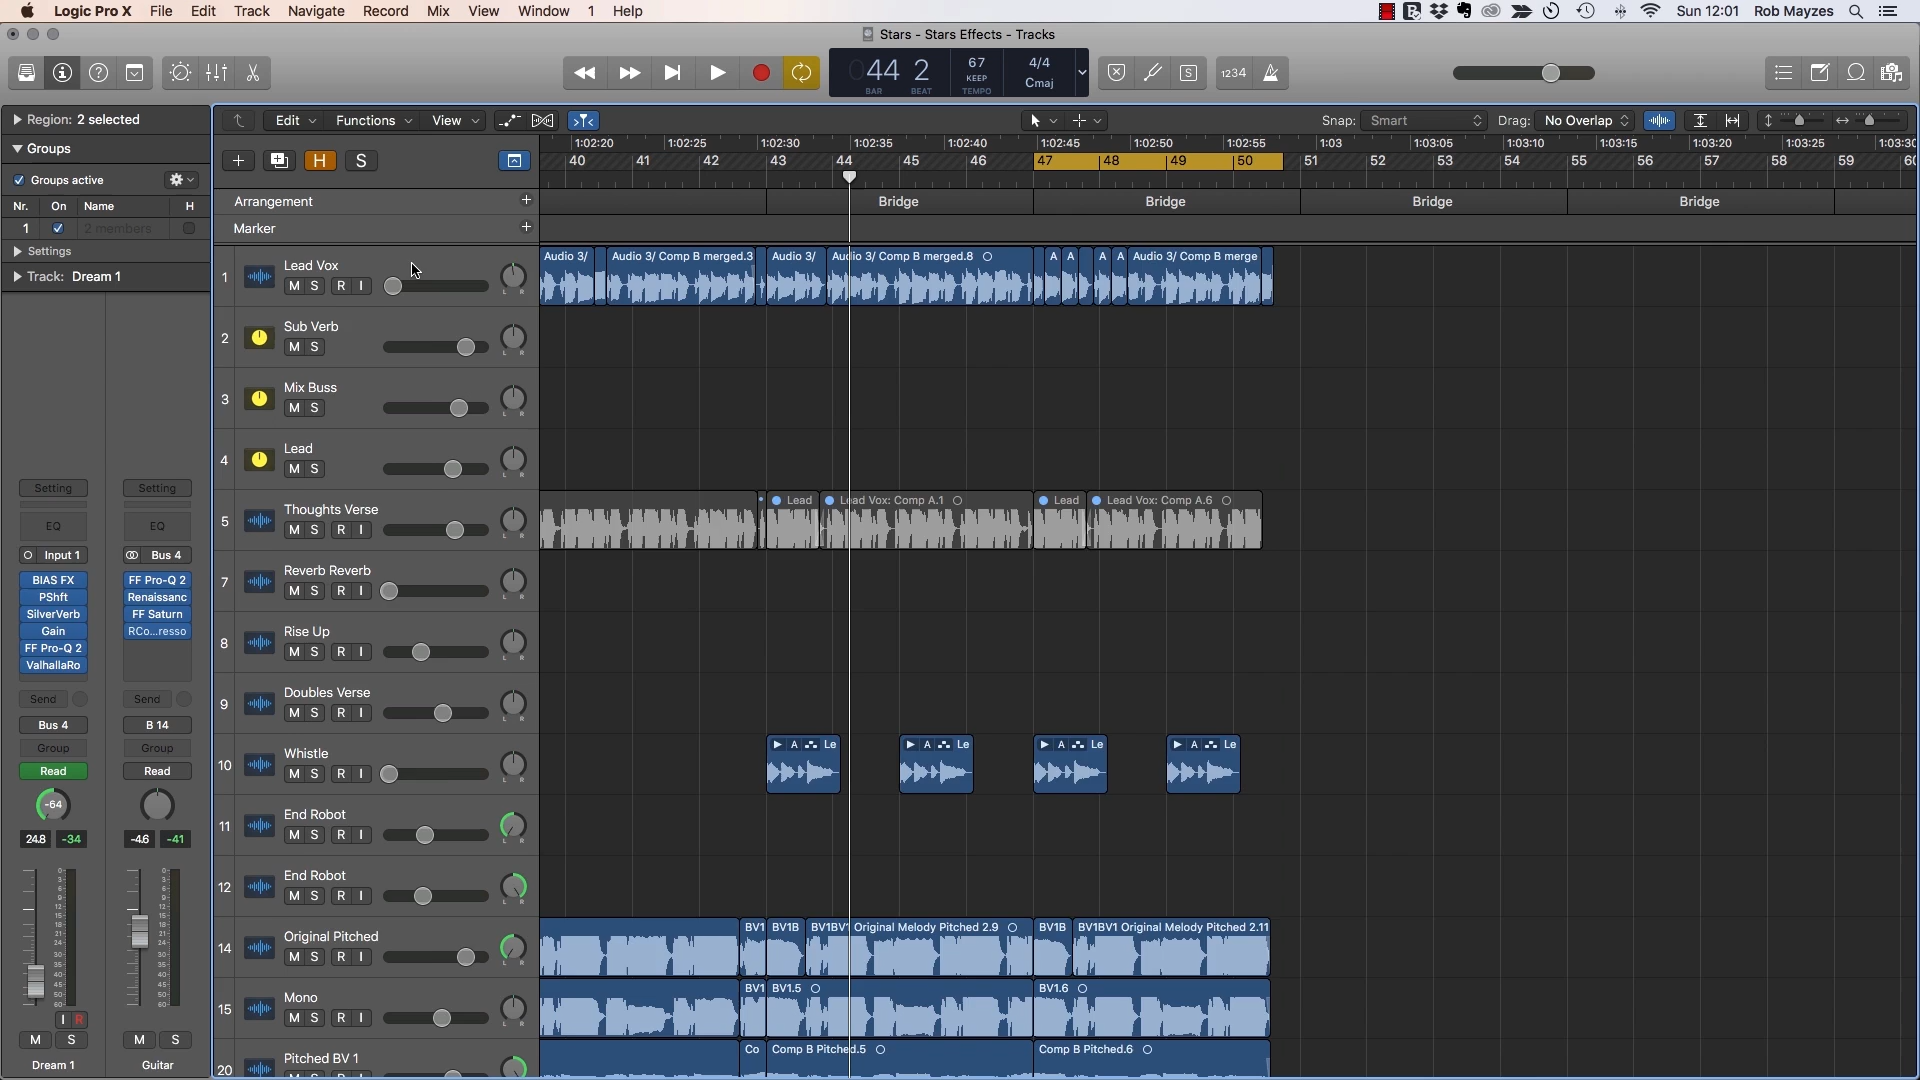 Logic Pro X File Edit Track Navigate Record Mix View Window 1 Help Sun 12:01 Rob Mayzes
Stars - Stars Effects - Tracks
44 2 67 4/4
KEEP Cmaj
BAR BEAT TEMPO
S 1234
Region: 2 selected
Edit Functions View Snap: Smart Drag: No Overlap
Groups
1:02:20 1:02:25 1:02:30 1:02:35 1:02:40 1:02:45 1:02:50 1:02:55 1:03 1:03:05 1:03:10 1:03:15 1:03:20 1:03:25 1:03:30
H S
40 41 42 43 44 45 46 47 48 49 50 51 52 53 54 55 56 57 58 59 60
Groups active
Nr. On Name H
1 2 members
Settings
Track: Dream 1
Arrangement
Bridge Bridge Bridge Bridge
Marker
1 Lead Vox
M S R I
Audio 3/ Audio 3/ Comp B merged.3 Audio 3/ Audio 3/ Comp B merged.8 A A A A Audio 3/ Comp B merge
2 Sub Verb
M S
3 Mix Buss
M S
4 Lead
M S
5 Thoughts Verse
M S R I
Lead Lead Vox: Comp A.1 Lead Lead Vox: Comp A.6
7 Reverb Reverb
M S R I
8 Rise Up
M S R I
9 Doubles Verse
M S R I
10 Whistle
M S R I
A Le A Le A Le A Le
11 End Robot
M S R I
12 End Robot
M S R I
14 Original Pitched
M S R I
BV1 BV1B BV1BV1 Original Melody Pitched 2.9 BV1B BV1BV1 Original Melody Pitched 2.11
15 Mono
M S R I
BV1 BV1.5 BV1.6
20 Pitched BV 1
Co Comp B Pitched.5 Comp B Pitched.6
Setting Setting
EQ EQ
Input 1 Bus 4
BIAS FX FF Pro-Q 2
PShft Renaissanc
SilverVerb FF Saturn
Gain RCo...resso
FF Pro-Q 2
ValhallaRo
Send Send
Bus 4 B 14
Group Group
Read Read
-64
24.8 -34 -4.6 -41
I R
M S M S
Dream 1 Guitar